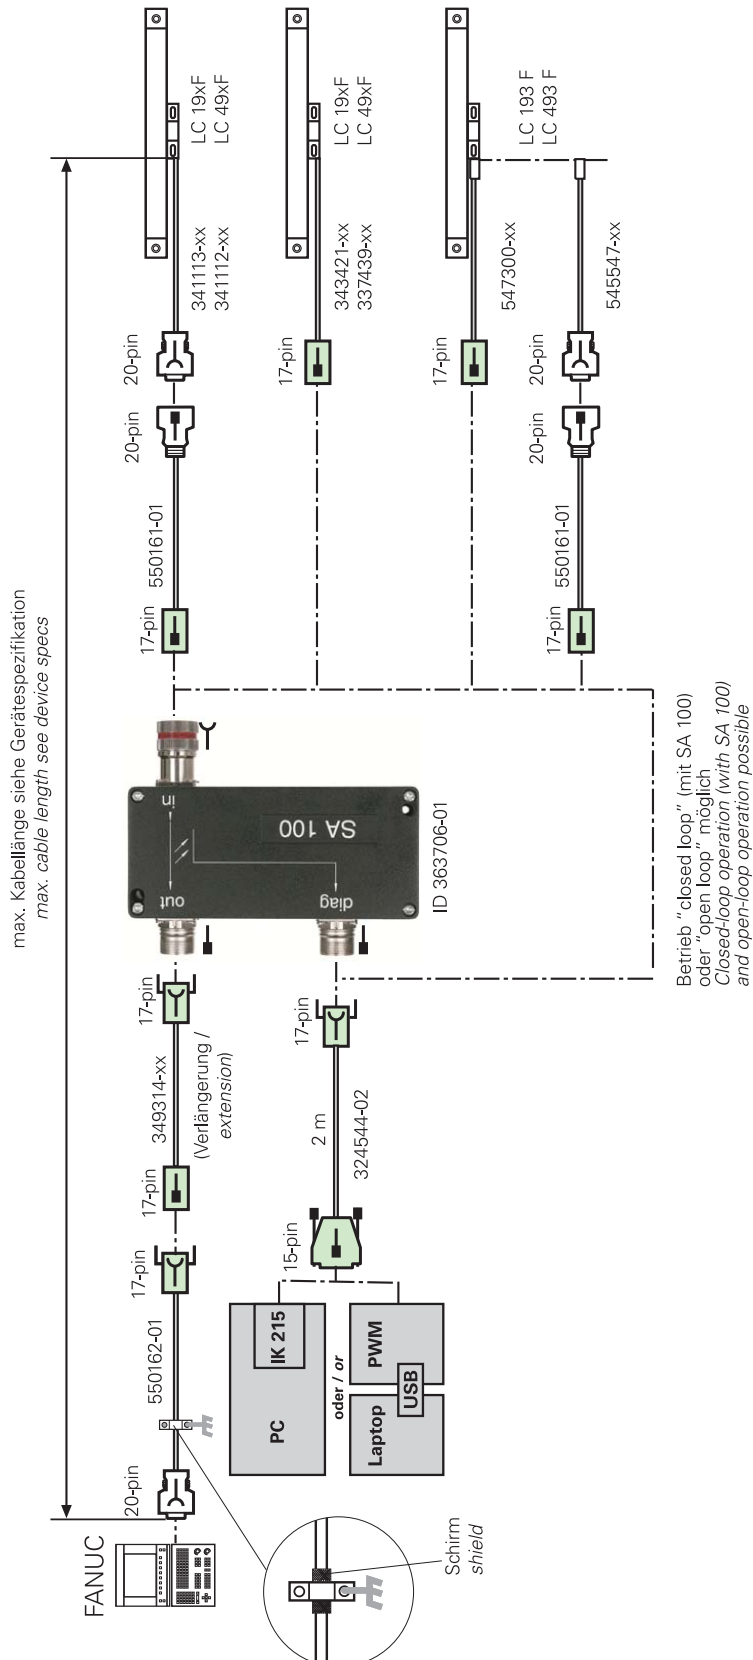 max. Kabellänge siehe Gerätespezifikation
max. cable length see device specs
FANUC
20-pin
550162-01
17-pin
17-pin
349314-xx
(Verlängerung /
extension)
17-pin
out
in
diag
SA 100
ID 363706-01
17-pin
550161-01
20-pin
20-pin
341113-xx
341112-xx
LC 19xF
LC 49xF
17-pin
343421-xx
337439-xx
LC 19xF
LC 49xF
17-pin
547300-xx
LC 193 F
LC 493 F
17-pin
550161-01
20-pin
20-pin
545547-xx
PC
IK 215
oder / or
Laptop
USB
PWM
15-pin
2 m
324544-02
17-pin
Schirm
shield
Betrieb "closed loop" (mit SA 100)
oder "open loop" möglich
Closed-loop operation (with SA 100)
and open-loop operation possible